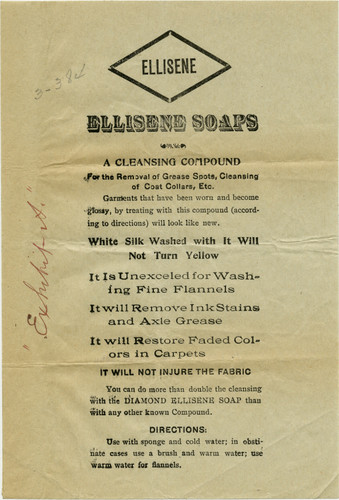 ELLISENE
3-384
ELLISENE SOAPS
A CLEANSING COMPOUND
For the Removal of Grease Spots, Cleansing
of Coat Collars, Etc.
Garments that have been worn and become
glossy, by treating with this compound (accord-
ing to directions) will look like new.
White Silk Washed with It Will
Not Turn Yellow
It Is Unexceled for Wash-
ing Fine Flannels
It will Remove Ink Stains
and Axle Grease
It will Restore Faded Col-
ors in Carpets
IT WILL NOT INJURE THE FABRIC
You can do more than double the cleansing
with the DIAMOND ELLISENE SOAP than
with any other known Compound.
DIRECTIONS:
Use with sponge and cold water; in obsti-
nate cases use a brush and warm water; use
warm water for flannels.
"Exhibit A."